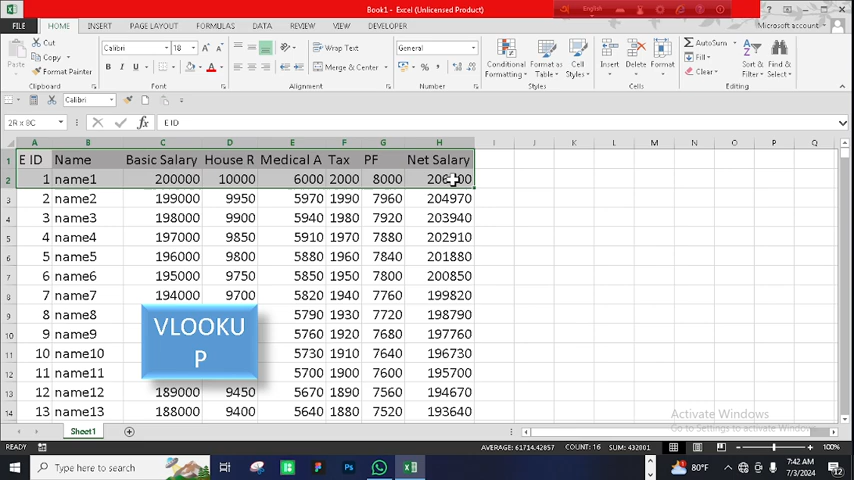 Book1 - Excel (Unlicensed Product)
English
FILE HOME INSERT PAGE LAYOUT FORMULAS DATA REVIEW VIEW DEVELOPER Microsoft account
Paste Cut Copy Format Painter
Calibri 18 Wrap Text Merge & Center General
Conditional Formatting Format as Table Cell Styles Insert Delete Format
AutoSum Fill Clear Sort & Filter Find & Select
Clipboard Font Alignment Number Styles Cells Editing
Calibri
2R x 8C E ID
A B C D E F G H I J K L M N O P Q
1 E ID Name Basic Salary House R Medical A Tax PF Net Salary
2 1 name1 200000 10000 6000 2000 8000
3 2 name2 199000 9950 5970 1990 7960 204970
4 3 name3 198000 9900 5940 1980 7920 203940
5 4 name4 197000 9850 5910 1970 7880 202910
6 5 name5 196000 9800 5880 1960 7840 201880
7 6 name6 195000 9750 5850 1950 7800 200850
8 7 name7 194000 9700 5820 1940 7760 199820
9 8 name8 5790 1930 7720 198790
10 9 name9 5760 1920 7680 197760
11 10 name10 5730 1910 7640 196730
12 11 name11 5700 1900 7600 195700
13 12 name12 189000 9450 5670 1890 7560 194670
14 13 name13 188000 9400 5640 1880 7520 193640
VLOOKU
P
Activate Windows
Go to Settings to activate Windows.
Sheet1
READY AVERAGE: 61714.42857 COUNT: 16 SUM: 432001 100%
Type here to search
80°F
7:42 AM
7/3/2024
12